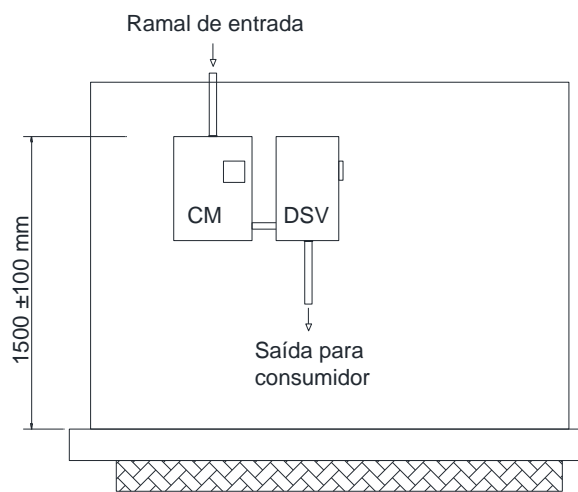 Ramal de entrada
CM
DSV
1500 ±100 mm
Saída para
consumidor